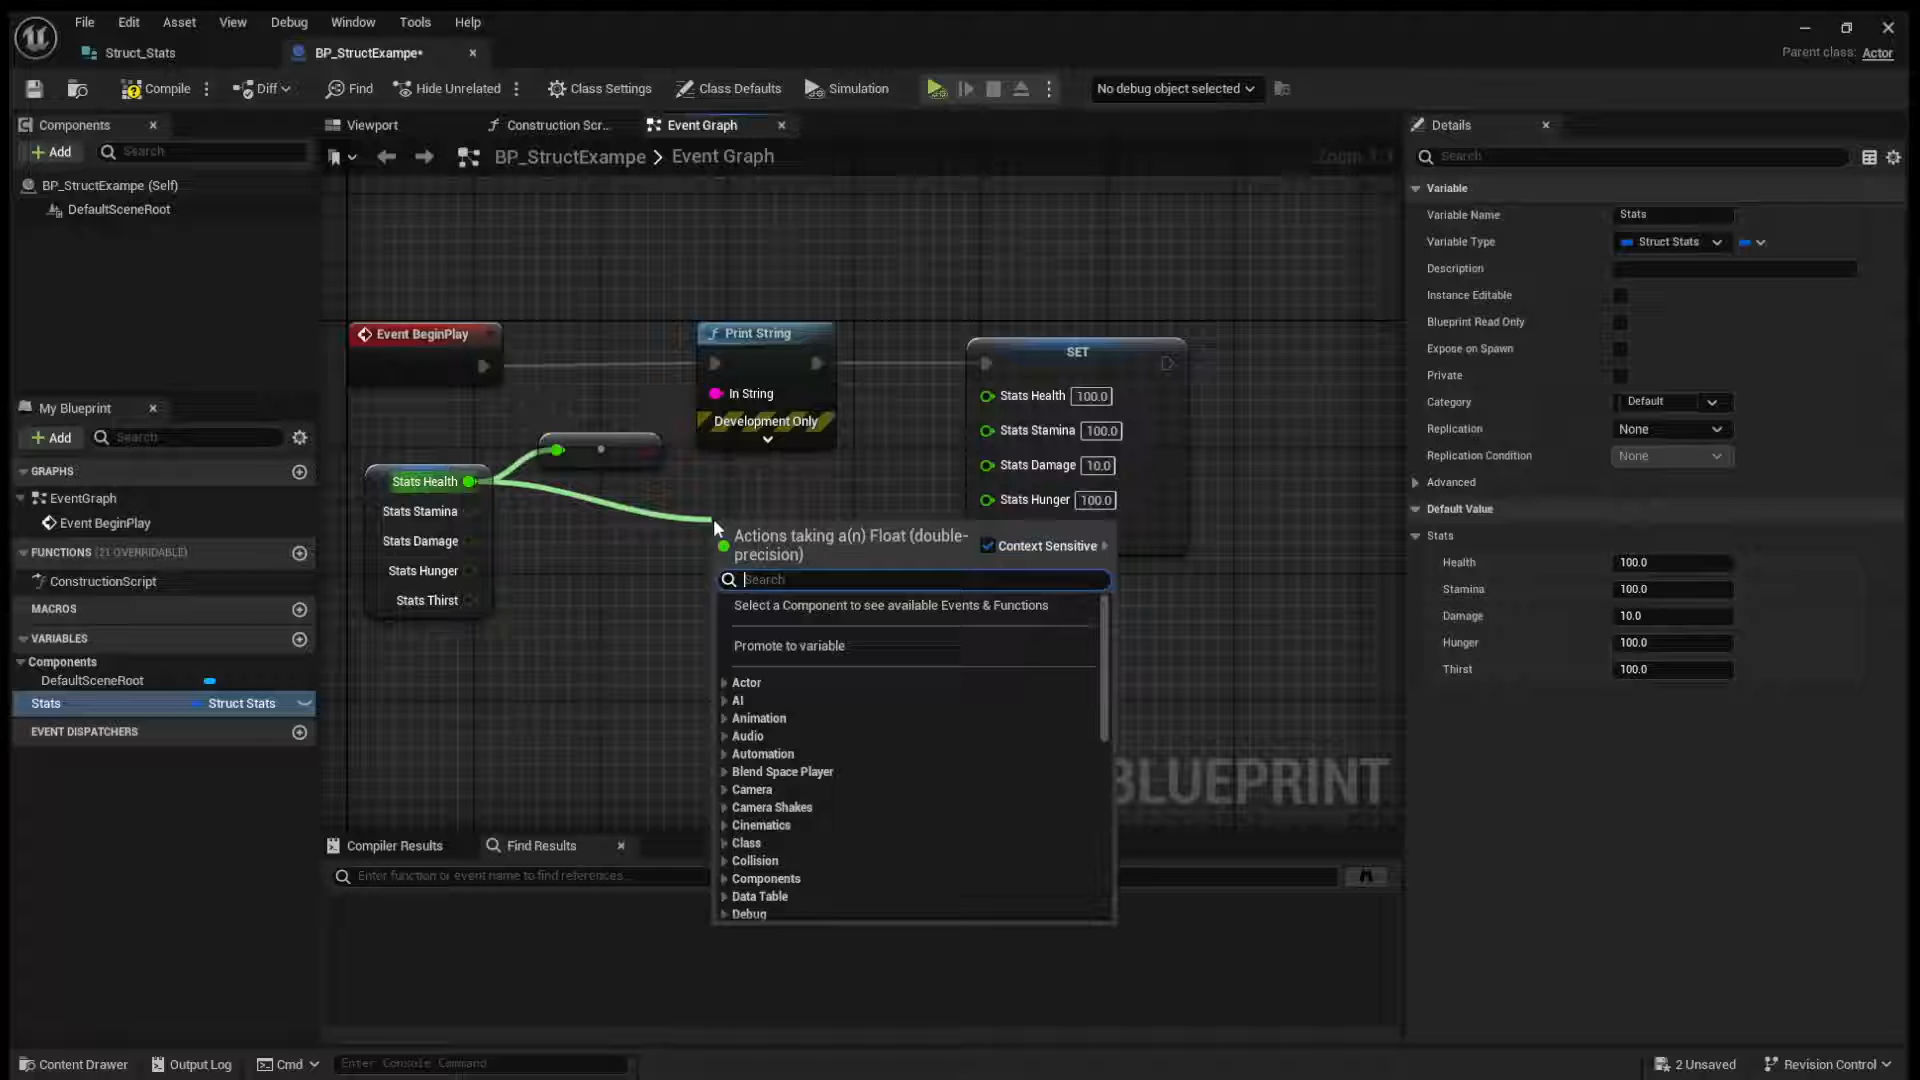 File Edit Asset View Debug Window Tools Help
Struct_Stats
BP_StructExampe*
Parent class: Actor
Compile
Diff
Find
Hide Unrelated
Class Settings
Class Defaults
Simulation
No debug object selected
Components
Add
Search
BP_StructExampe (Self)
DefaultSceneRoot
My Blueprint
Add
Search
GRAPHS
EventGraph
Event BeginPlay
FUNCTIONS (21 OVERRIDABLE)
ConstructionScript
MACROS
VARIABLES
Components
DefaultSceneRoot
Stats Struct Stats
EVENT DISPATCHERS
Viewport
Construction Scr...
Event Graph
BP_StructExampe > Event Graph
Zoom 1:1
Event BeginPlay
Print String
In String
Development Only
SET
Stats Health 100.0
Stats Stamina 100.0
Stats Damage 10.0
Stats Hunger 100.0
Stats Health
Stats Stamina
Stats Damage
Stats Hunger
Stats Thirst
Actions taking a(n) Float (double-
precision)
Context Sensitive
Search
Select a Component to see available Events & Functions
Promote to variable
Actor
AI
Animation
Audio
Automation
Blend Space Player
Camera
Camera Shakes
Cinematics
Class
Collision
Components
Data Table
Debug
BLUEPRINT
Compiler Results
Find Results
Enter function or event name to find references...
Details
Search
Variable
Variable Name Stats
Variable Type Struct Stats
Description
Instance Editable
Blueprint Read Only
Expose on Spawn
Private
Category Default
Replication None
Replication Condition None
Advanced
Default Value
Stats
Health 100.0
Stamina 100.0
Damage 10.0
Hunger 100.0
Thirst 100.0
Content Drawer
Output Log
Cmd
Enter Console Command
2 Unsaved
Revision Control